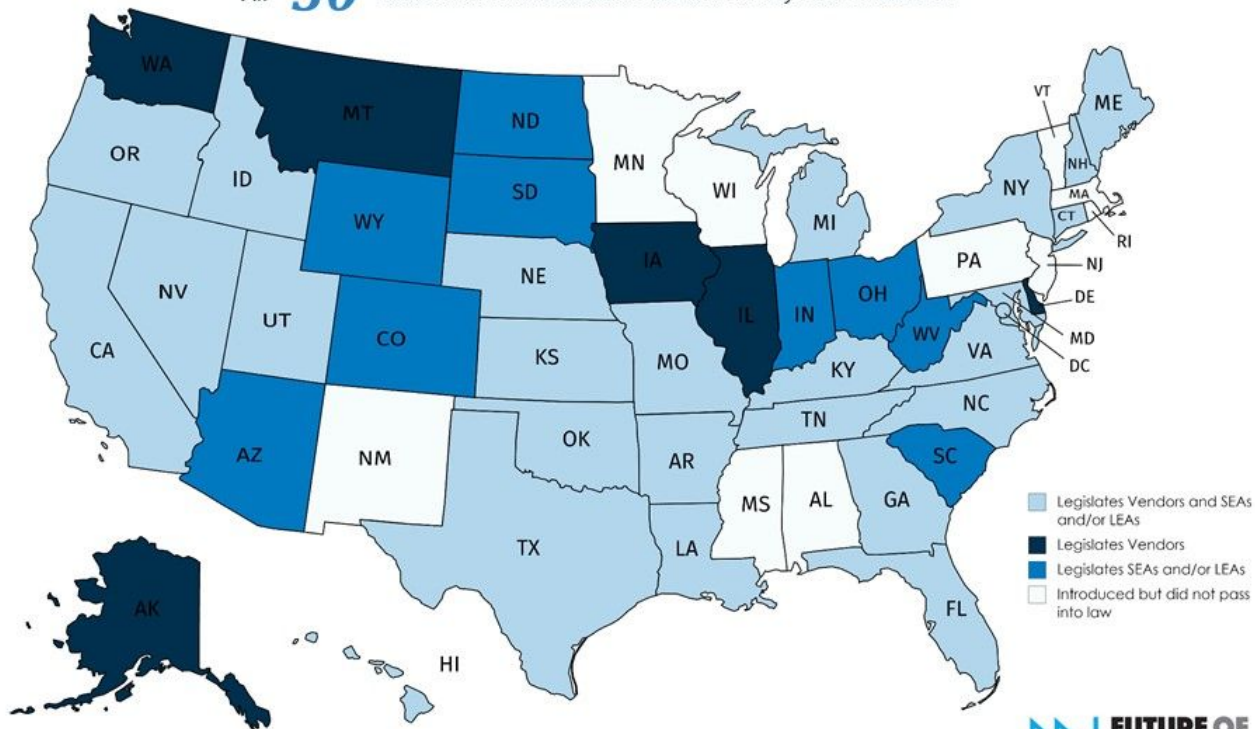 WA
MT
ND
MN
VT
ME
OR
ID
SD
WI
NH
NY
MA
WY
MI
CT
RI
IA
PA
NJ
NE
NV
IL
IN
OH
DE
UT
WV
CO
MD
CA
KS
MO
VA
KY
DC
NC
TN
OK
AZ
NM
AR
SC
MS
AL
GA
TX
LA
AK
FL
HI
Legislates Vendors and SEAs
and/or LEAs
Legislates Vendors
Legislates SEAs and/or LEAs
Introduced but did not pass
into law
FUTURE OF